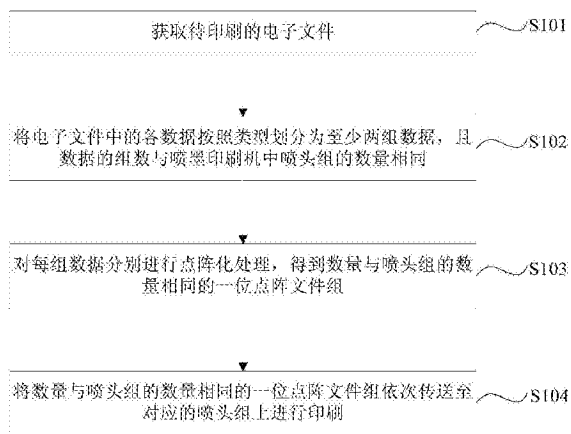 获取待印刷的电子文件
S101
将电子文件中的各数据按照类型划分为至少两组数据，且
数据的组数与喷墨印刷机中喷头组的数量相同
S102
对每组数据分别进行点阵化处理，得到数量与喷头组的数
量相同的一位点阵文件组
S103
将数量与喷头组的数量相同的一位点阵文件组依次传送至
对应的喷头组上进行印刷
S104